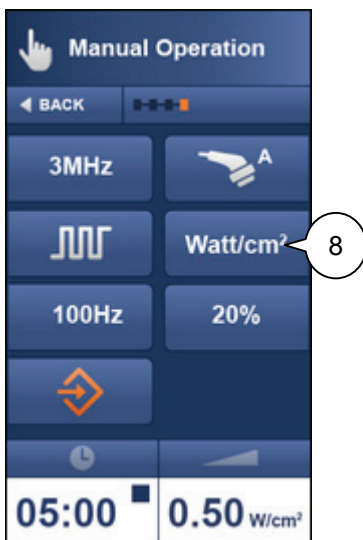 Manual Operation
BACK
3MHz
A
Watt/cm²
8
100Hz
20%
05:00
0.50 W/cm²